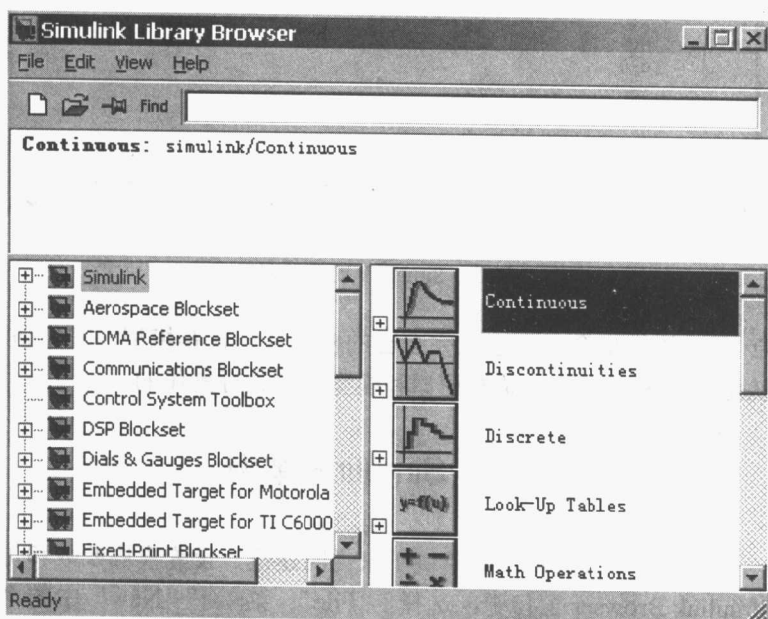 Simulink Library Browser
File Edit View Help
Find
Continuous: simulink/Continuous
Simulink
Aerospace Blockset
CDMA Reference Blockset
Communications Blockset
Control System Toolbox
DSP Blockset
Dials & Gauges Blockset
Embedded Target for Motorola
Embedded Target for TI C6000
Fixed-Point Blockset
Continuous
Discontinuities
Discrete
y=f(u)
Look-Up Tables
Math Operations
Ready